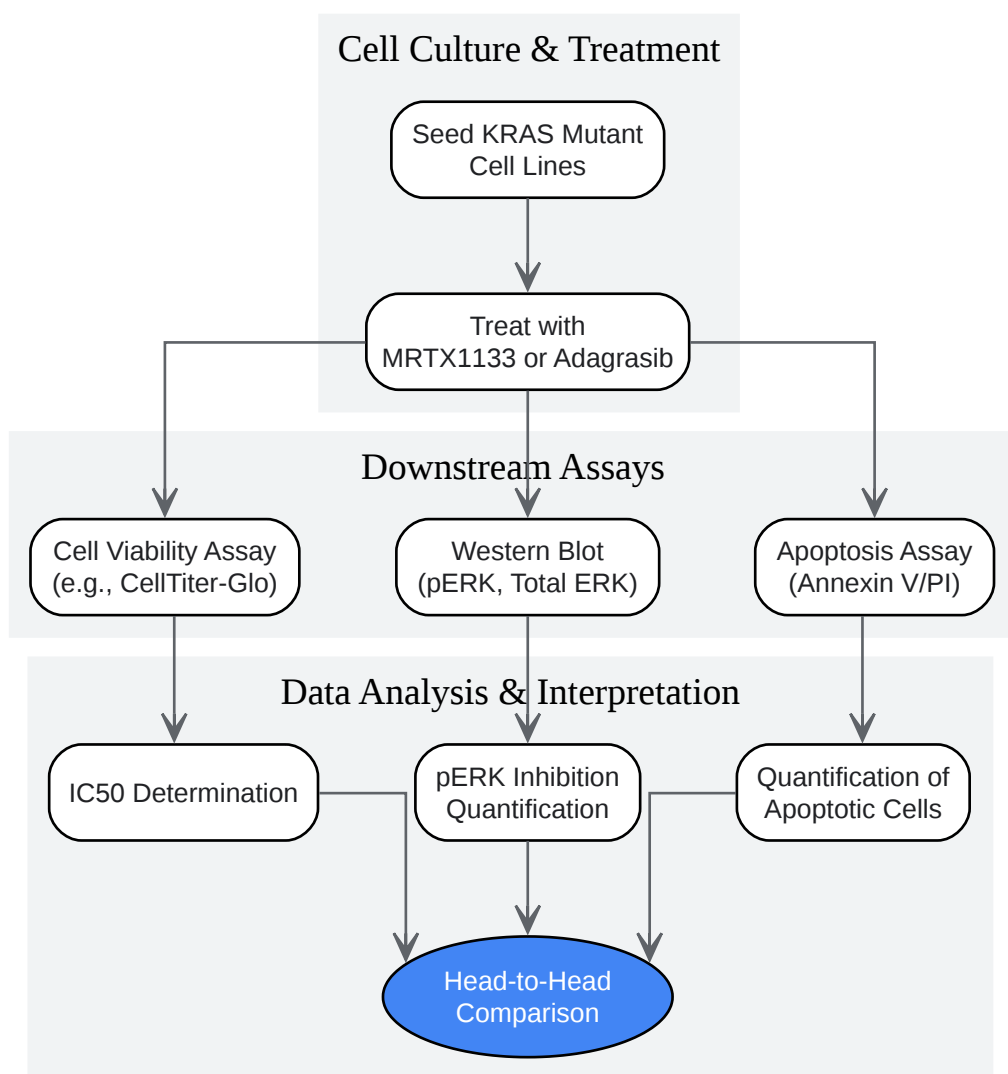 Cell Culture & Treatment
Seed KRAS Mutant
Cell Lines
Treat with
MRTX1133 or Adagrasib
Downstream Assays
Cell Viability Assay
(e.g., CellTiter-Glo)
Western Blot
(pERK, Total ERK)
Apoptosis Assay
(Annexin V/PI)
Data Analysis & Interpretation
IC50 Determination
pERK Inhibition
Quantification
Quantification of
Apoptotic Cells
Head-to-Head
Comparison